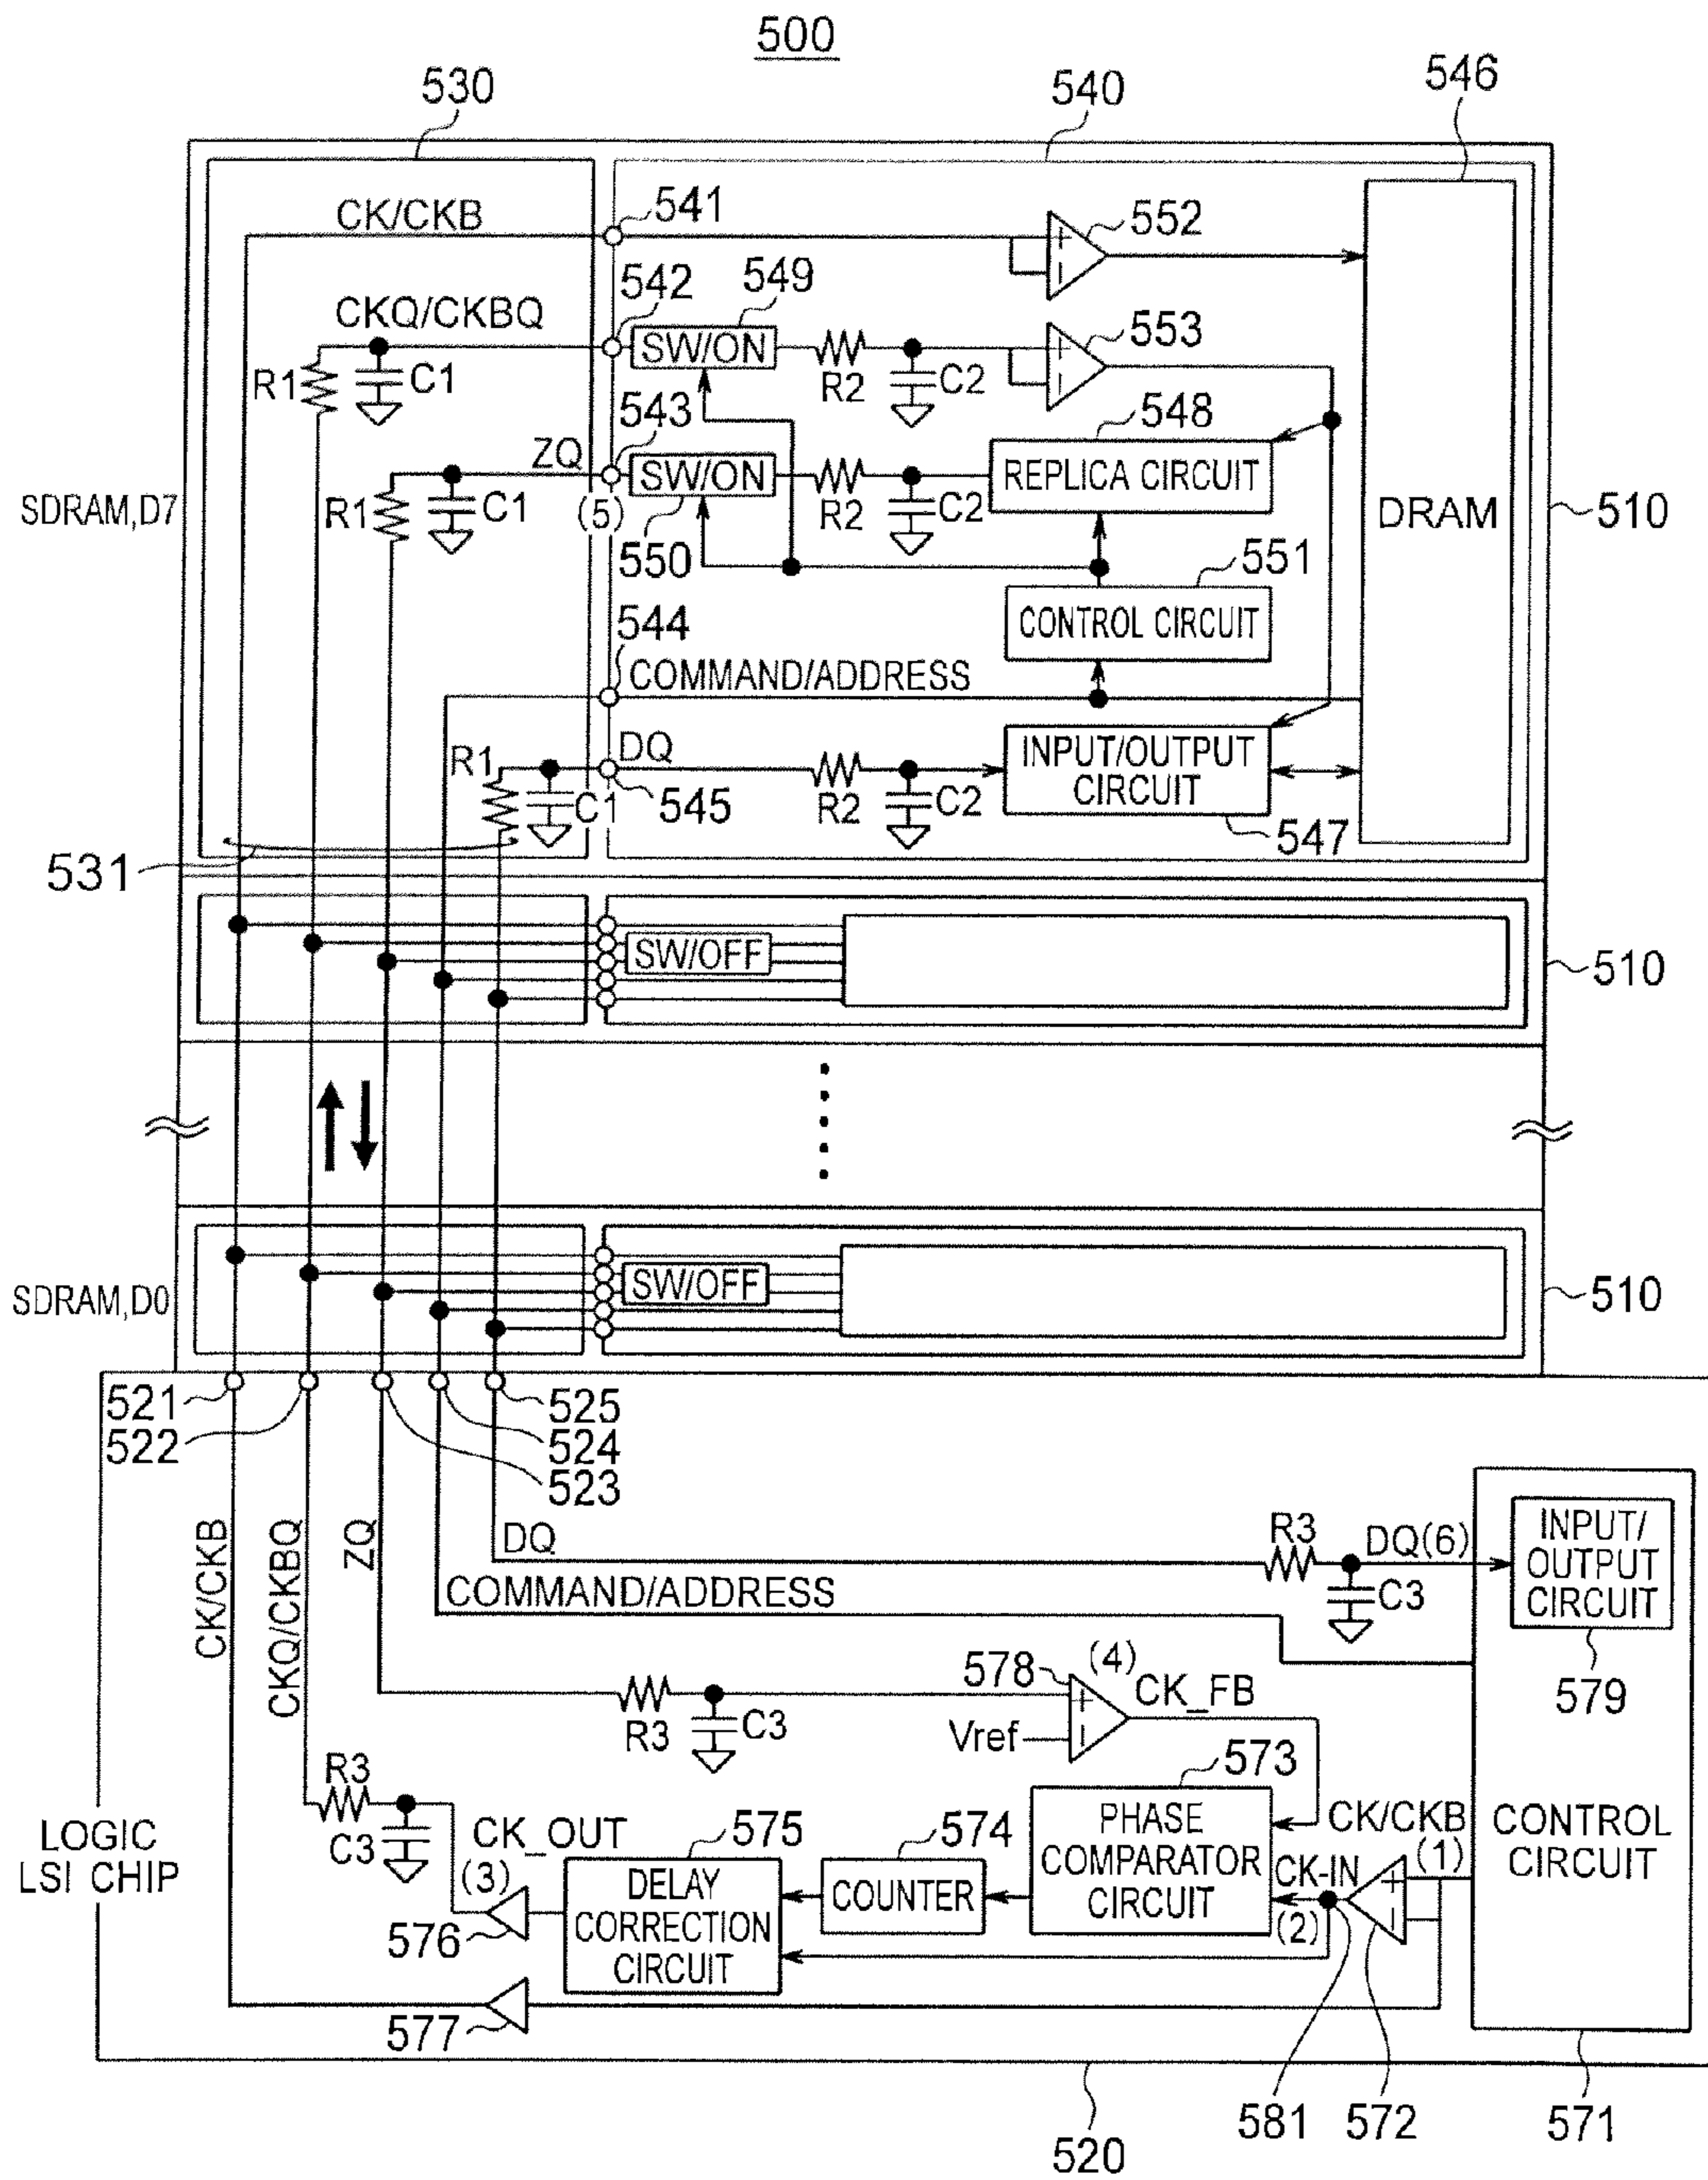 500
530
540
546
CK/CKB
541
552
CKQ/CKBQ
542
549
553
SW/ON
R1
C1
R2
C2
543
548
ZQ
SW/ON
REPLICA CIRCUIT
SDRAM,D7
R1
C1
(5)
R2
C2
DRAM
510
550
551
544
CONTROL CIRCUIT
COMMAND/ADDRESS
R1
DQ
INPUT/OUTPUT
CIRCUIT
C1
545
R2
C2
547
531
SW/OFF
510
SDRAM,D0
SW/OFF
510
521
522
525
524
523
CK/CKB
CKQ/CKBQ
ZQ
DQ
R3
DQ(6)
C3
INPUT/
OUTPUT
CIRCUIT
COMMAND/ADDRESS
578
(4)
CK_FB
579
R3
C3
Vref
573
R3
C3
CK_OUT
(3)
575
574
PHASE
COMPARATOR
CIRCUIT
CK/CKB
(1)
CONTROL
CIRCUIT
LOGIC
LSI CHIP
DELAY
CORRECTION
CIRCUIT
COUNTER
CK-IN
(2)
576
577
581
572
571
520